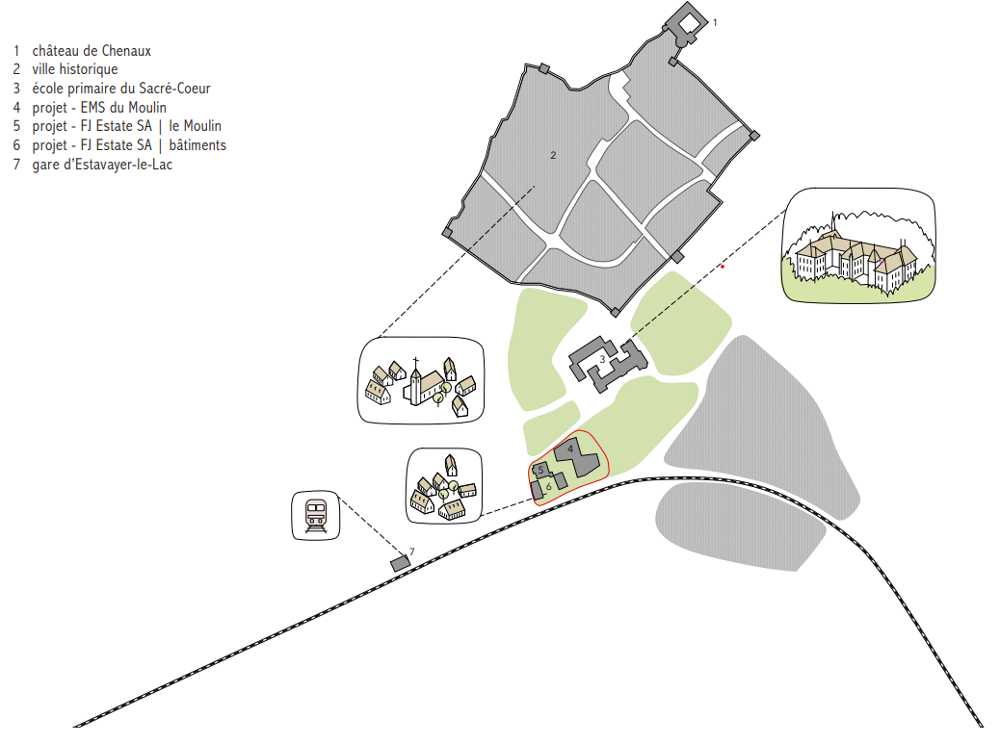 1 château de Chenaux
2 ville historique
3 école primaire du Sacré-Coeur
4 projet - EMS du Moulin
5 projet - FJ Estate SA | le Moulin
6 projet - FJ Estate SA | bâtiments
7 gare d'Estavayer-le-Lac
1
2
3
4
5
6
7